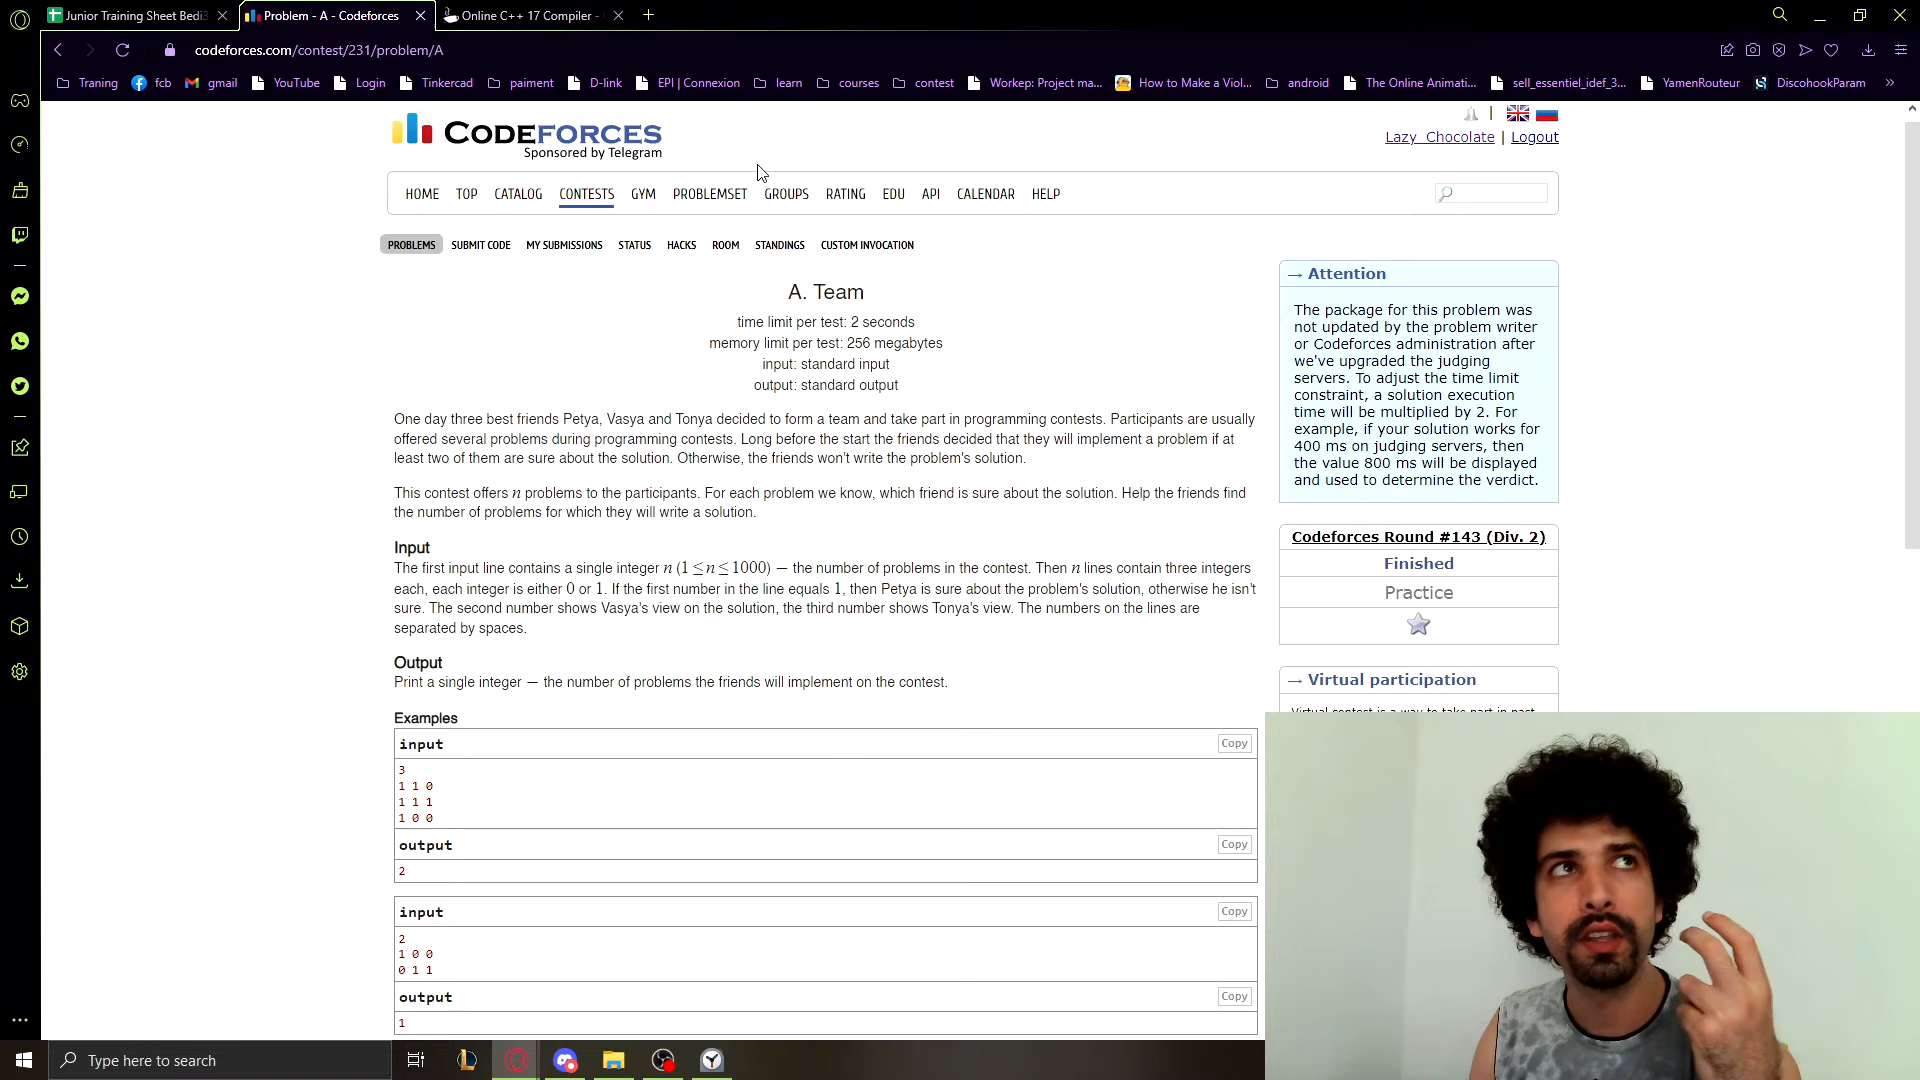 Junior Training Sheet Bedi3
Problem - A - Codeforces
Online C++ 17 Compiler -
codeforces.com/contest/231/problem/A
Traning
fcb
gmail
YouTube
Login
Tinkercad
paiment
D-link
EPI | Connexion
learn
courses
contest
Workep: Project ma...
How to Make a Viol...
android
The Online Animati...
sell_essentiel_idef_3...
YamenRouteur
DiscohookParam
CODEFORCES
Sponsored by Telegram
Lazy_Chocolate | Logout
HOME TOP CATALOG CONTESTS GYM PROBLEMSET GROUPS RATING EDU API CALENDAR HELP
PROBLEMS SUBMIT CODE MY SUBMISSIONS STATUS HACKS ROOM STANDINGS CUSTOM INVOCATION
A. Team
time limit per test: 2 seconds
memory limit per test: 256 megabytes
input: standard input
output: standard output
One day three best friends Petya, Vasya and Tonya decided to form a team and take part in programming contests. Participants are usually
offered several problems during programming contests. Long before the start the friends decided that they will implement a problem if at
least two of them are sure about the solution. Otherwise, the friends won't write the problem's solution.
This contest offers n problems to the participants. For each problem we know, which friend is sure about the solution. Help the friends find
the number of problems for which they will write a solution.
Input
The first input line contains a single integer n (1 ≤ n ≤ 1000) — the number of problems in the contest. Then n lines contain three integers
each, each integer is either 0 or 1. If the first number in the line equals 1, then Petya is sure about the problem's solution, otherwise he isn't
sure. The second number shows Vasya's view on the solution, the third number shows Tonya's view. The numbers on the lines are
separated by spaces.
Output
Print a single integer — the number of problems the friends will implement on the contest.
Examples
input
Copy
3
1 1 0
1 1 1
1 0 0
output
Copy
2
input
Copy
2
1 0 0
0 1 1
output
Copy
1
→ Attention
The package for this problem was
not updated by the problem writer
or Codeforces administration after
we've upgraded the judging
servers. To adjust the time limit
constraint, a solution execution
time will be multiplied by 2. For
example, if your solution works for
400 ms on judging servers, then
the value 800 ms will be displayed
and used to determine the verdict.
Codeforces Round #143 (Div. 2)
Finished
Practice
→ Virtual participation
Virtual contest is a way to take part in past
Type here to search